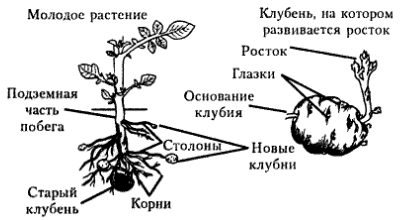 Молодое растение
Подземная
часть
побега
Столоны
Старый
клубень
Корни
Новые
клубни
Клубень, на котором
развивается росток
Росток
Глазки
Основание
клубия